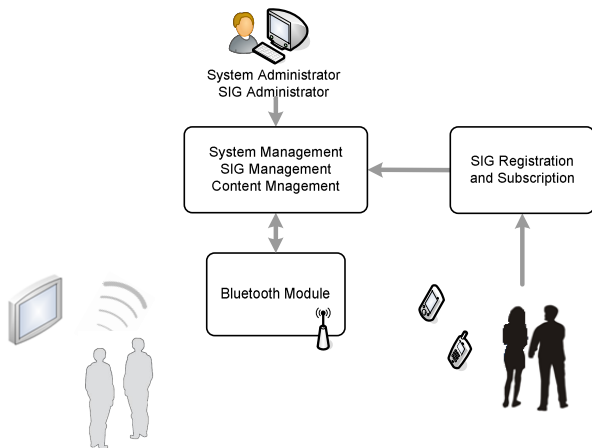 System Administrator
SIG Administrator
System Management
SIG Management
Content Mnagement
SIG Registration
and Subscription
Bluetooth Module